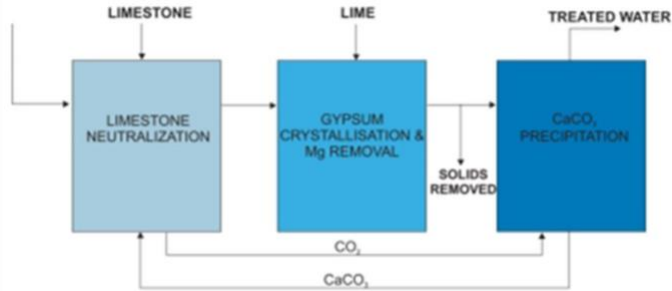 LIMESTONE
LIME
TREATED WATER
LIMESTONE
NEUTRALIZATION
GYPSUM
CRYSTALLISATION &
Mg REMOVAL
CaCO₃
PRECIPITATION
SOLIDS
REMOVED
CO₂
CaCO₃